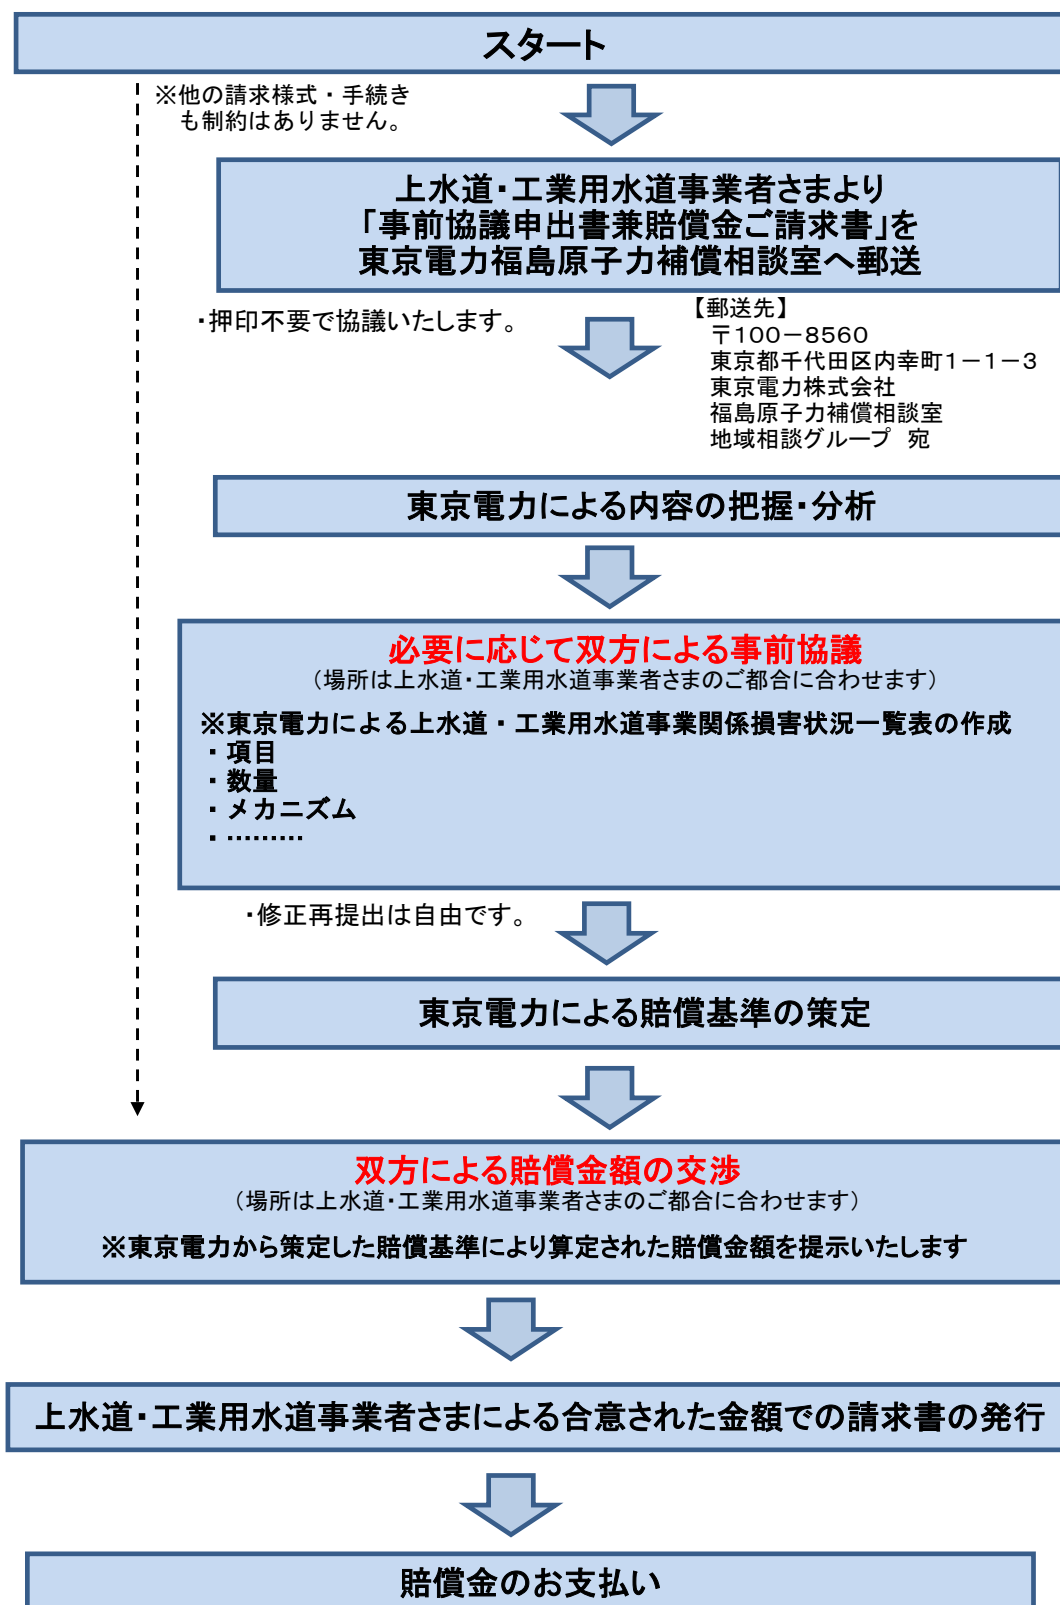 スタート
※他の請求様式・手続き
も制約はありません。
上水道・工業用水道事業者さまより
「事前協議申出書兼賠償金ご請求書」を
東京電力福島原子力補償相談室へ郵送
・押印不要で協議いたします。
【郵送先】
〒100－8560
東京都千代田区内幸町1－1－3
東京電力株式会社
福島原子力補償相談室
地域相談グループ　宛
東京電力による内容の把握・分析
必要に応じて双方による事前協議
（場所は上水道・工業用水道事業者さまのご都合に合わせます）
※東京電力による上水道・工業用水道事業関係損害状況一覧表の作成
・項目
・数量
・メカニズム
・………
・修正再提出は自由です。
東京電力による賠償基準の策定
双方による賠償金額の交渉
（場所は上水道・工業用水道事業者さまのご都合に合わせます）
※東京電力から策定した賠償基準により算定された賠償金額を提示いたします
上水道・工業用水道事業者さまによる合意された金額での請求書の発行
賠償金のお支払い